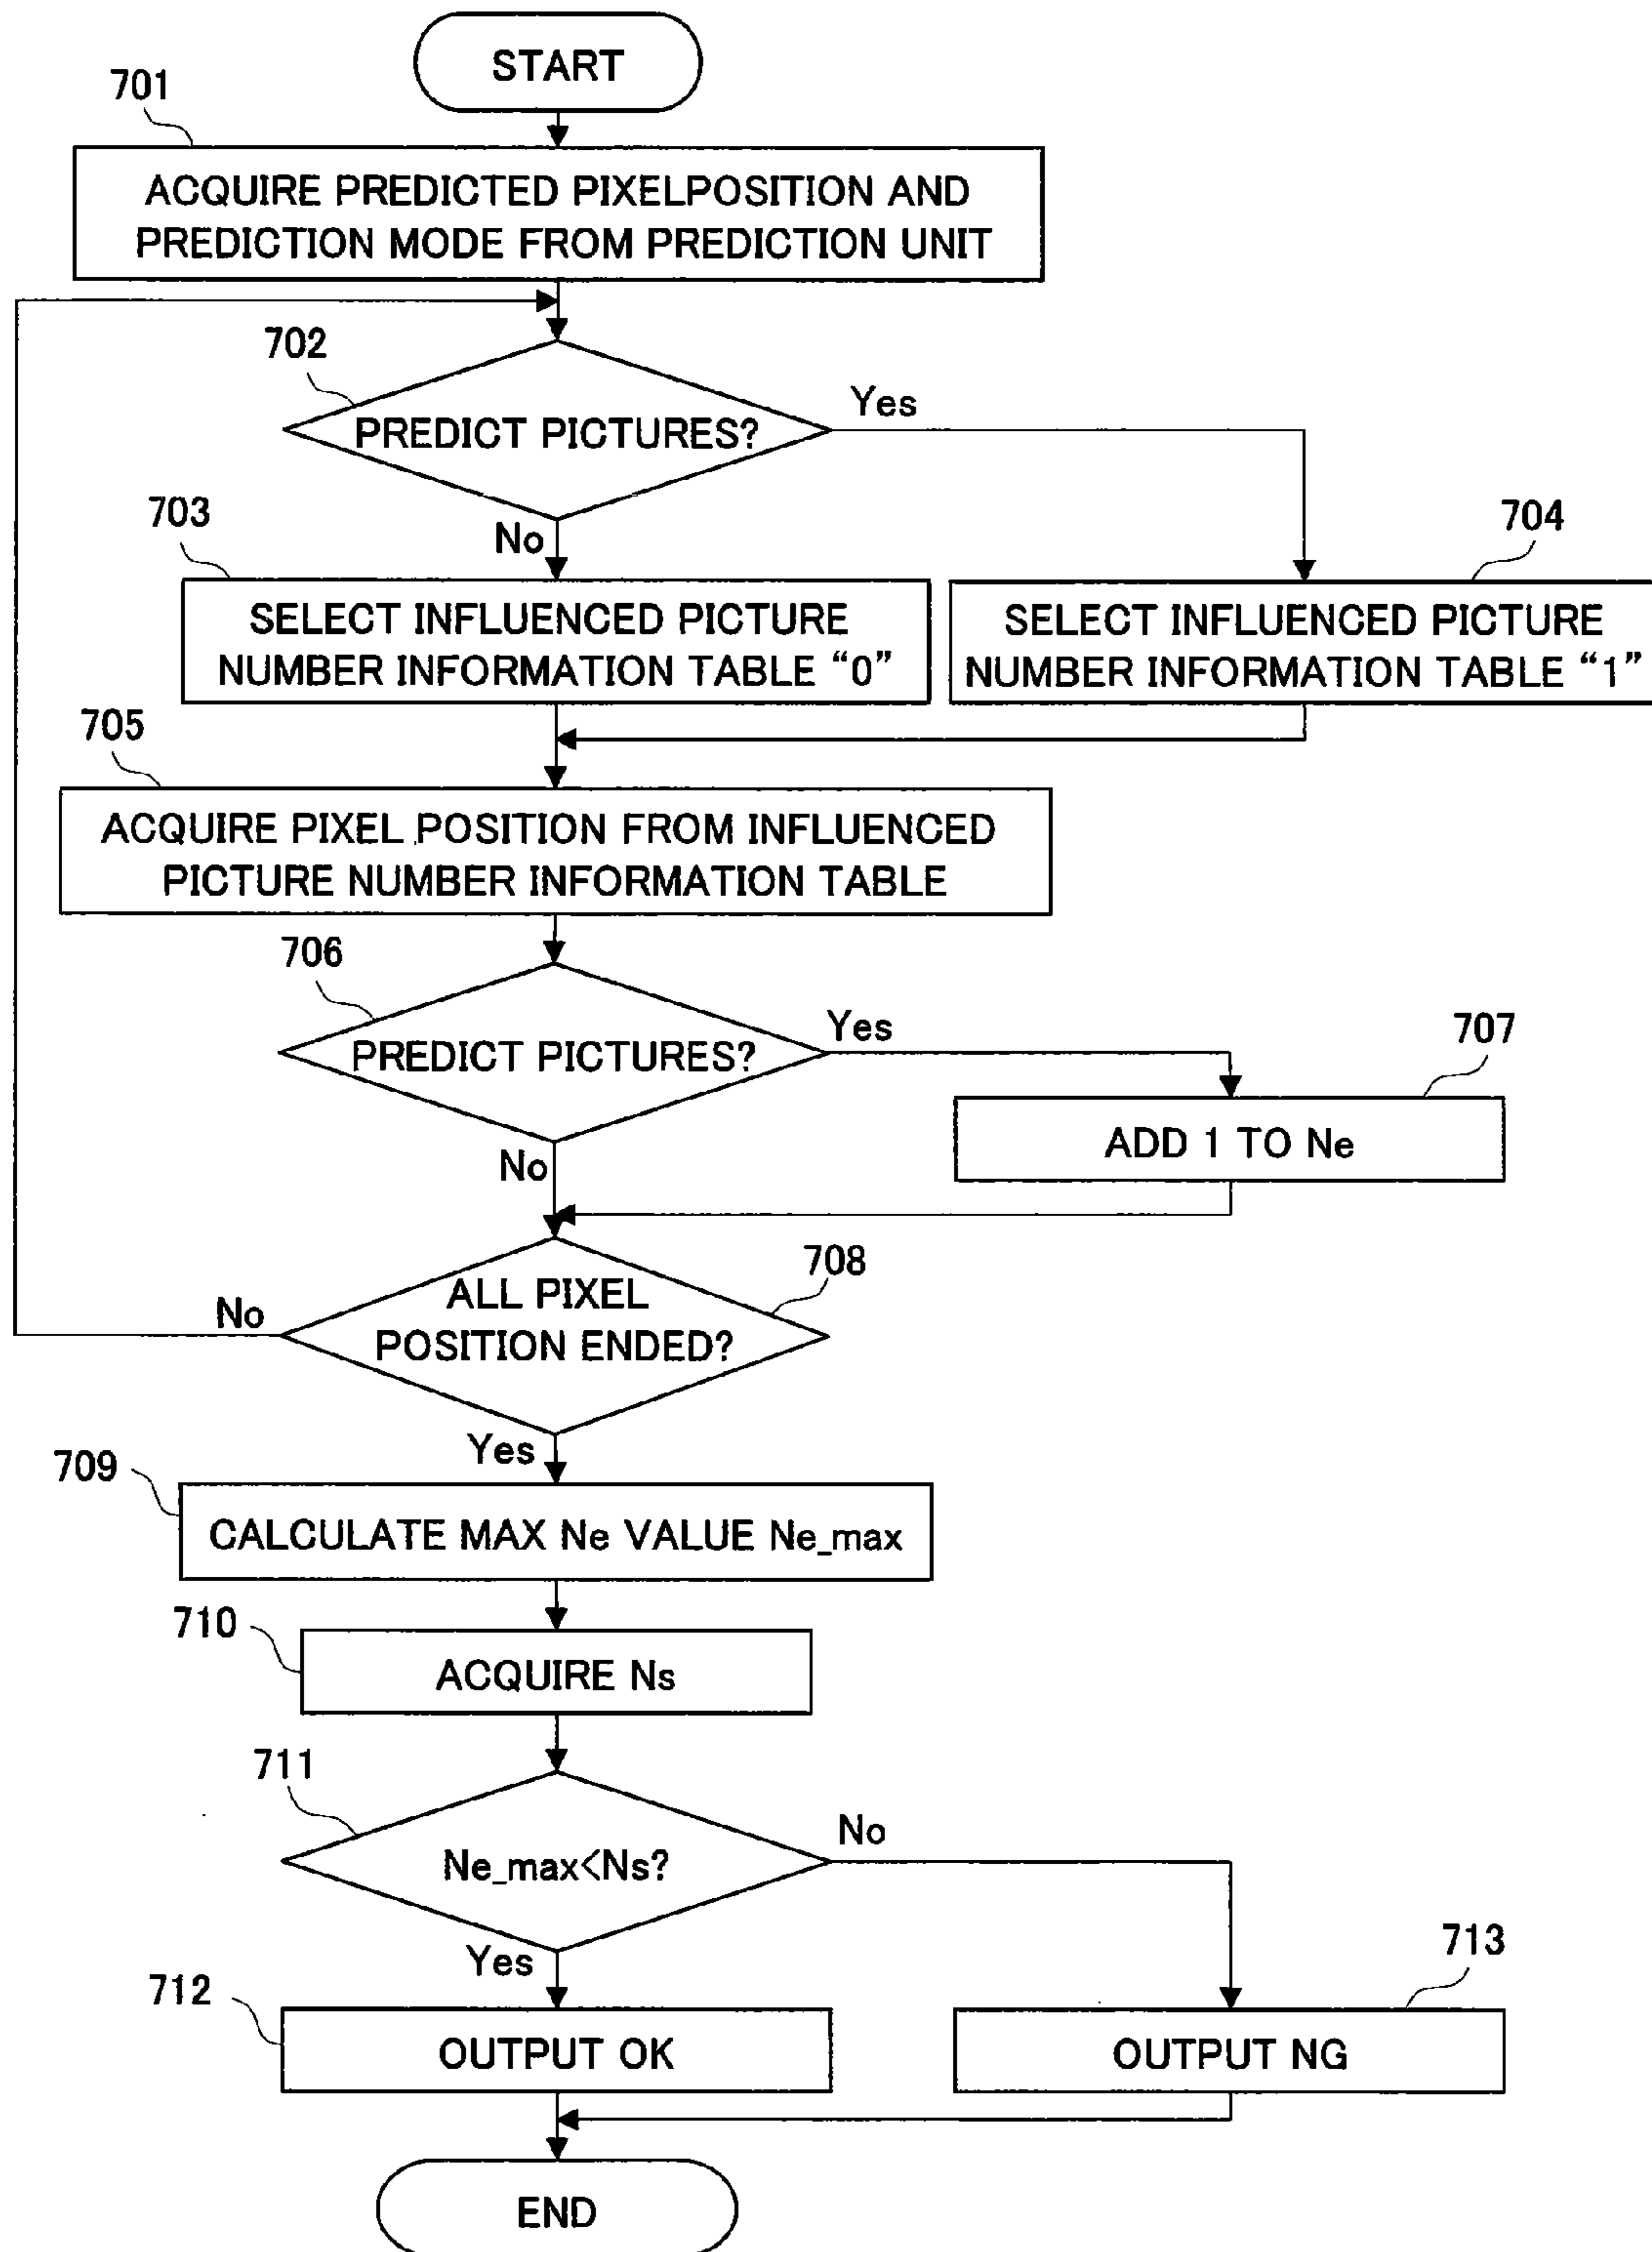 START
701
ACQUIRE PREDICTED PIXELPOSITION AND
PREDICTION MODE FROM PREDICTION UNIT
702
PREDICT PICTURES?
Yes
No
703
SELECT INFLUENCED PICTURE
NUMBER INFORMATION TABLE “0”
704
SELECT INFLUENCED PICTURE
NUMBER INFORMATION TABLE “1”
705
ACQUIRE PIXEL POSITION FROM INFLUENCED
PICTURE NUMBER INFORMATION TABLE
706
PREDICT PICTURES?
Yes
707
ADD 1 TO Ne
No
708
ALL PIXEL
POSITION ENDED?
No
Yes
709
CALCULATE MAX Ne VALUE Ne_max
710
ACQUIRE Ns
711
Ne_max<Ns?
No
Yes
712
OUTPUT OK
713
OUTPUT NG
END